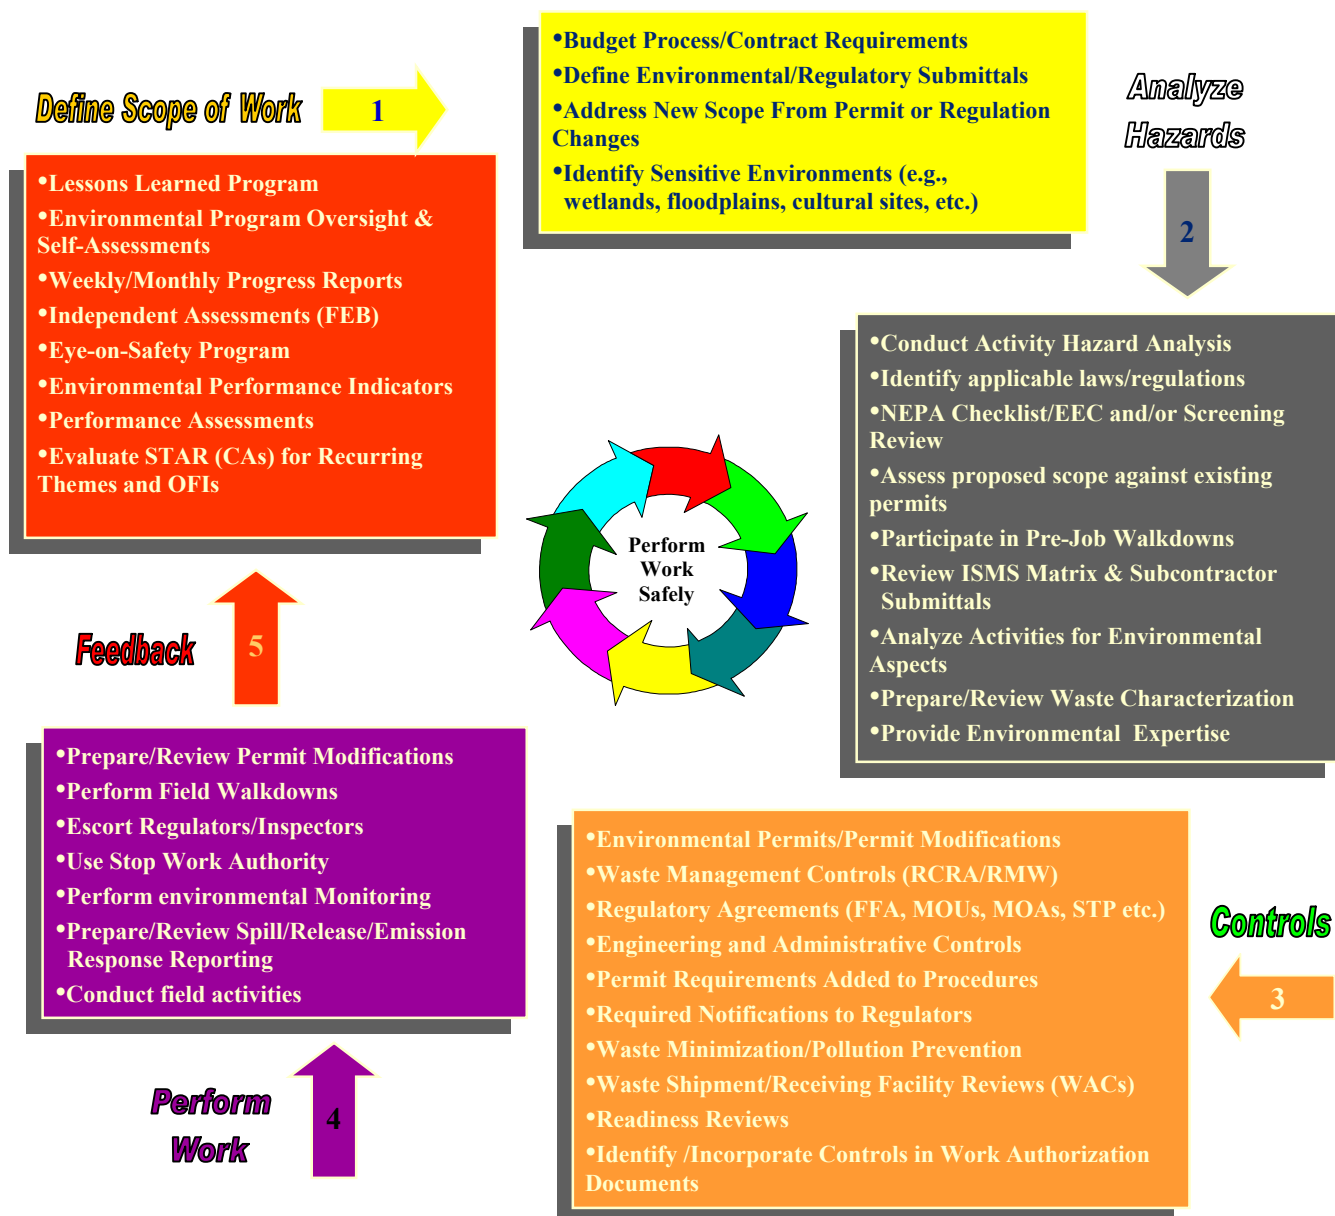 Define Scope of Work
1
•Budget Process/Contract Requirements
•Define Environmental/Regulatory Submittals
•Address New Scope From Permit or Regulation
Changes
•Identify Sensitive Environments (e.g.,
wetlands, floodplains, cultural sites, etc.)
Analyze
Hazards
2
•Conduct Activity Hazard Analysis
•Identify applicable laws/regulations
•NEPA Checklist/EEC and/or Screening
Review
•Assess proposed scope against existing
permits
•Participate in Pre-Job Walkdowns
•Review ISMS Matrix & Subcontractor
Submittals
•Analyze Activities for Environmental
Aspects
•Prepare/Review Waste Characterization
•Provide Environmental Expertise
Controls
3
•Environmental Permits/Permit Modifications
•Waste Management Controls (RCRA/RMW)
•Regulatory Agreements (FFA, MOUs, MOAs, STP etc.)
•Engineering and Administrative Controls
•Permit Requirements Added to Procedures
•Required Notifications to Regulators
•Waste Minimization/Pollution Prevention
•Waste Shipment/Receiving Facility Reviews (WACs)
•Readiness Reviews
•Identify /Incorporate Controls in Work Authorization
Documents
Perform
Work
4
•Prepare/Review Permit Modifications
•Perform Field Walkdowns
•Escort Regulators/Inspectors
•Use Stop Work Authority
•Perform environmental Monitoring
•Prepare/Review Spill/Release/Emission
Response Reporting
•Conduct field activities
Feedback
5
•Lessons Learned Program
•Environmental Program Oversight &
Self-Assessments
•Weekly/Monthly Progress Reports
•Independent Assessments (FEB)
•Eye-on-Safety Program
•Environmental Performance Indicators
•Performance Assessments
•Evaluate STAR (CAs) for Recurring
Themes and OFIs
Perform
Work
Safely